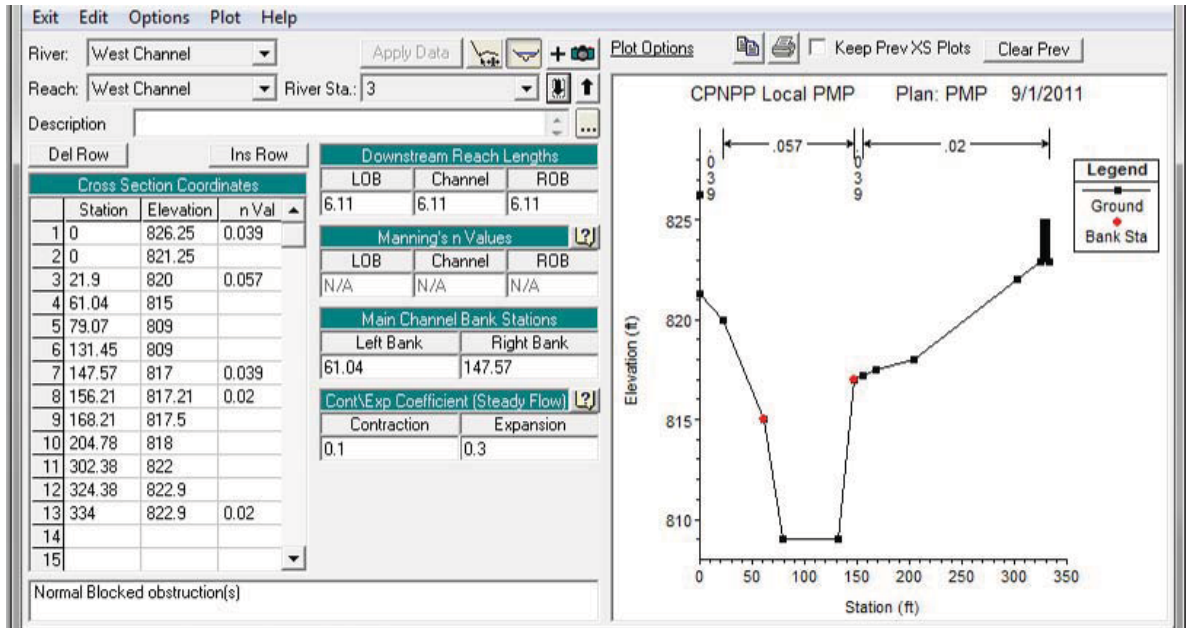 Exit Edit Options Plot Help
River: West Channel Apply Data
Reach: West Channel River Sta.: 3
Description ...
Del Row Ins Row
Cross Section Coordinates
Station Elevation n Val
1 0 826.25 0.039
2 0 821.25
3 21.9 820 0.057
4 61.04 815
5 79.07 809
6 131.45 809
7 147.57 817 0.039
8 156.21 817.21 0.02
9 168.21 817.5
10 204.78 818
11 302.38 822
12 324.38 822.9
13 334 822.9 0.02
14
15
Downstream Reach Lengths
LOB Channel ROB
6.11 6.11 6.11
Manning's n Values ?
LOB Channel ROB
N/A N/A N/A
Main Channel Bank Stations
Left Bank Right Bank
61.04 147.57
Cont\Exp Coefficient (Steady Flow) ?
Contraction Expansion
0.1 0.3
Normal Blocked obstruction(s)
Plot Options Keep Prev XS Plots Clear Prev
CPNPP Local PMP Plan: PMP 9/1/2011
.039 .057 .039 .02
Legend
Ground
Bank Sta
Elevation (ft)
825
820
815
810
0 50 100 150 200 250 300 350
Station (ft)